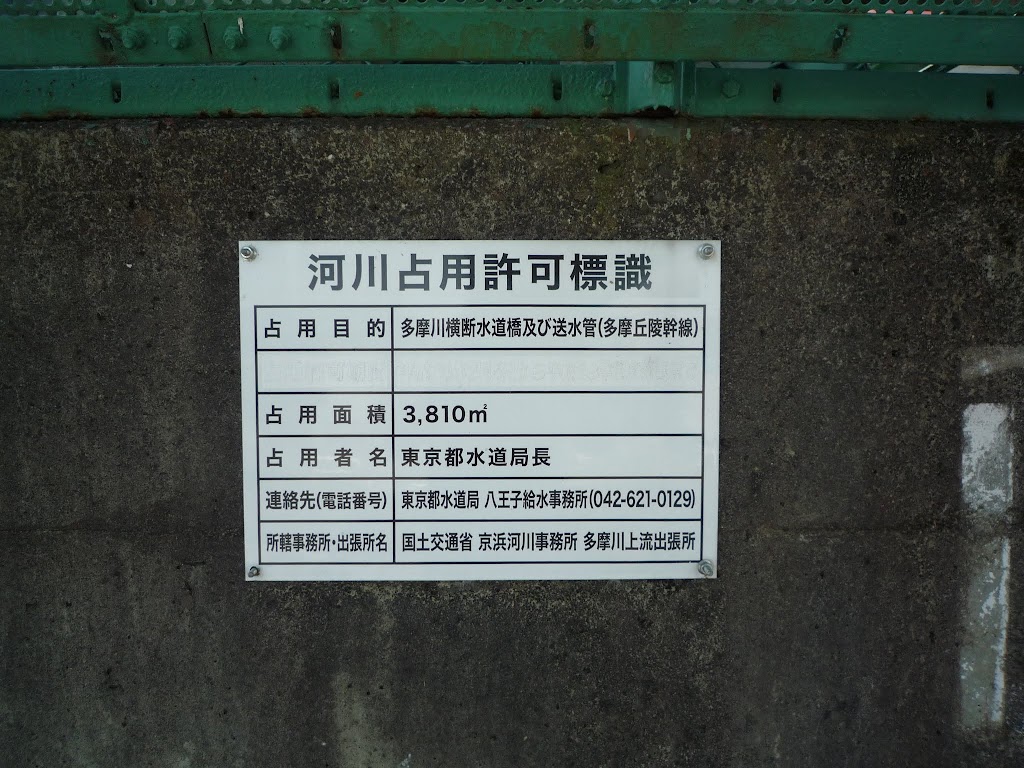 河川占用許可標識
占用目的 多摩川横断水道橋及び送水管(多摩丘陵幹線)
占用面積 3,810㎡
占用者名 東京都水道局長
連絡先(電話番号) 東京都水道局 八王子給水事務所(042-621-0129)
所轄事務所・出張所名 国土交通省 京浜河川事務所 多摩川上流出張所